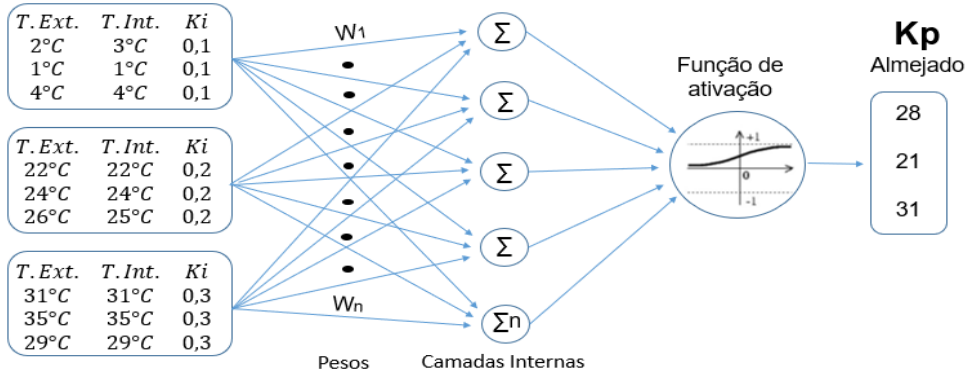 T. Ext. T. Int. Ki
2°C 3°C 0,1
1°C 1°C 0,1
4°C 4°C 0,1
22°C 22°C 0,2
24°C 24°C 0,2
26°C 25°C 0,2
T. Ext. T. Int. Ki
31°C 31°C 0,3
35°C 35°C 0,3
29°C 29°C 0,3
T. Ext. T. Int. Ki
W1
Wn
Pesos
Σ
Σ
Σ
Σ
Σn
Camadas Internas
Função de
ativação
+1
0
-1
Kp
Almejado
28
21
31